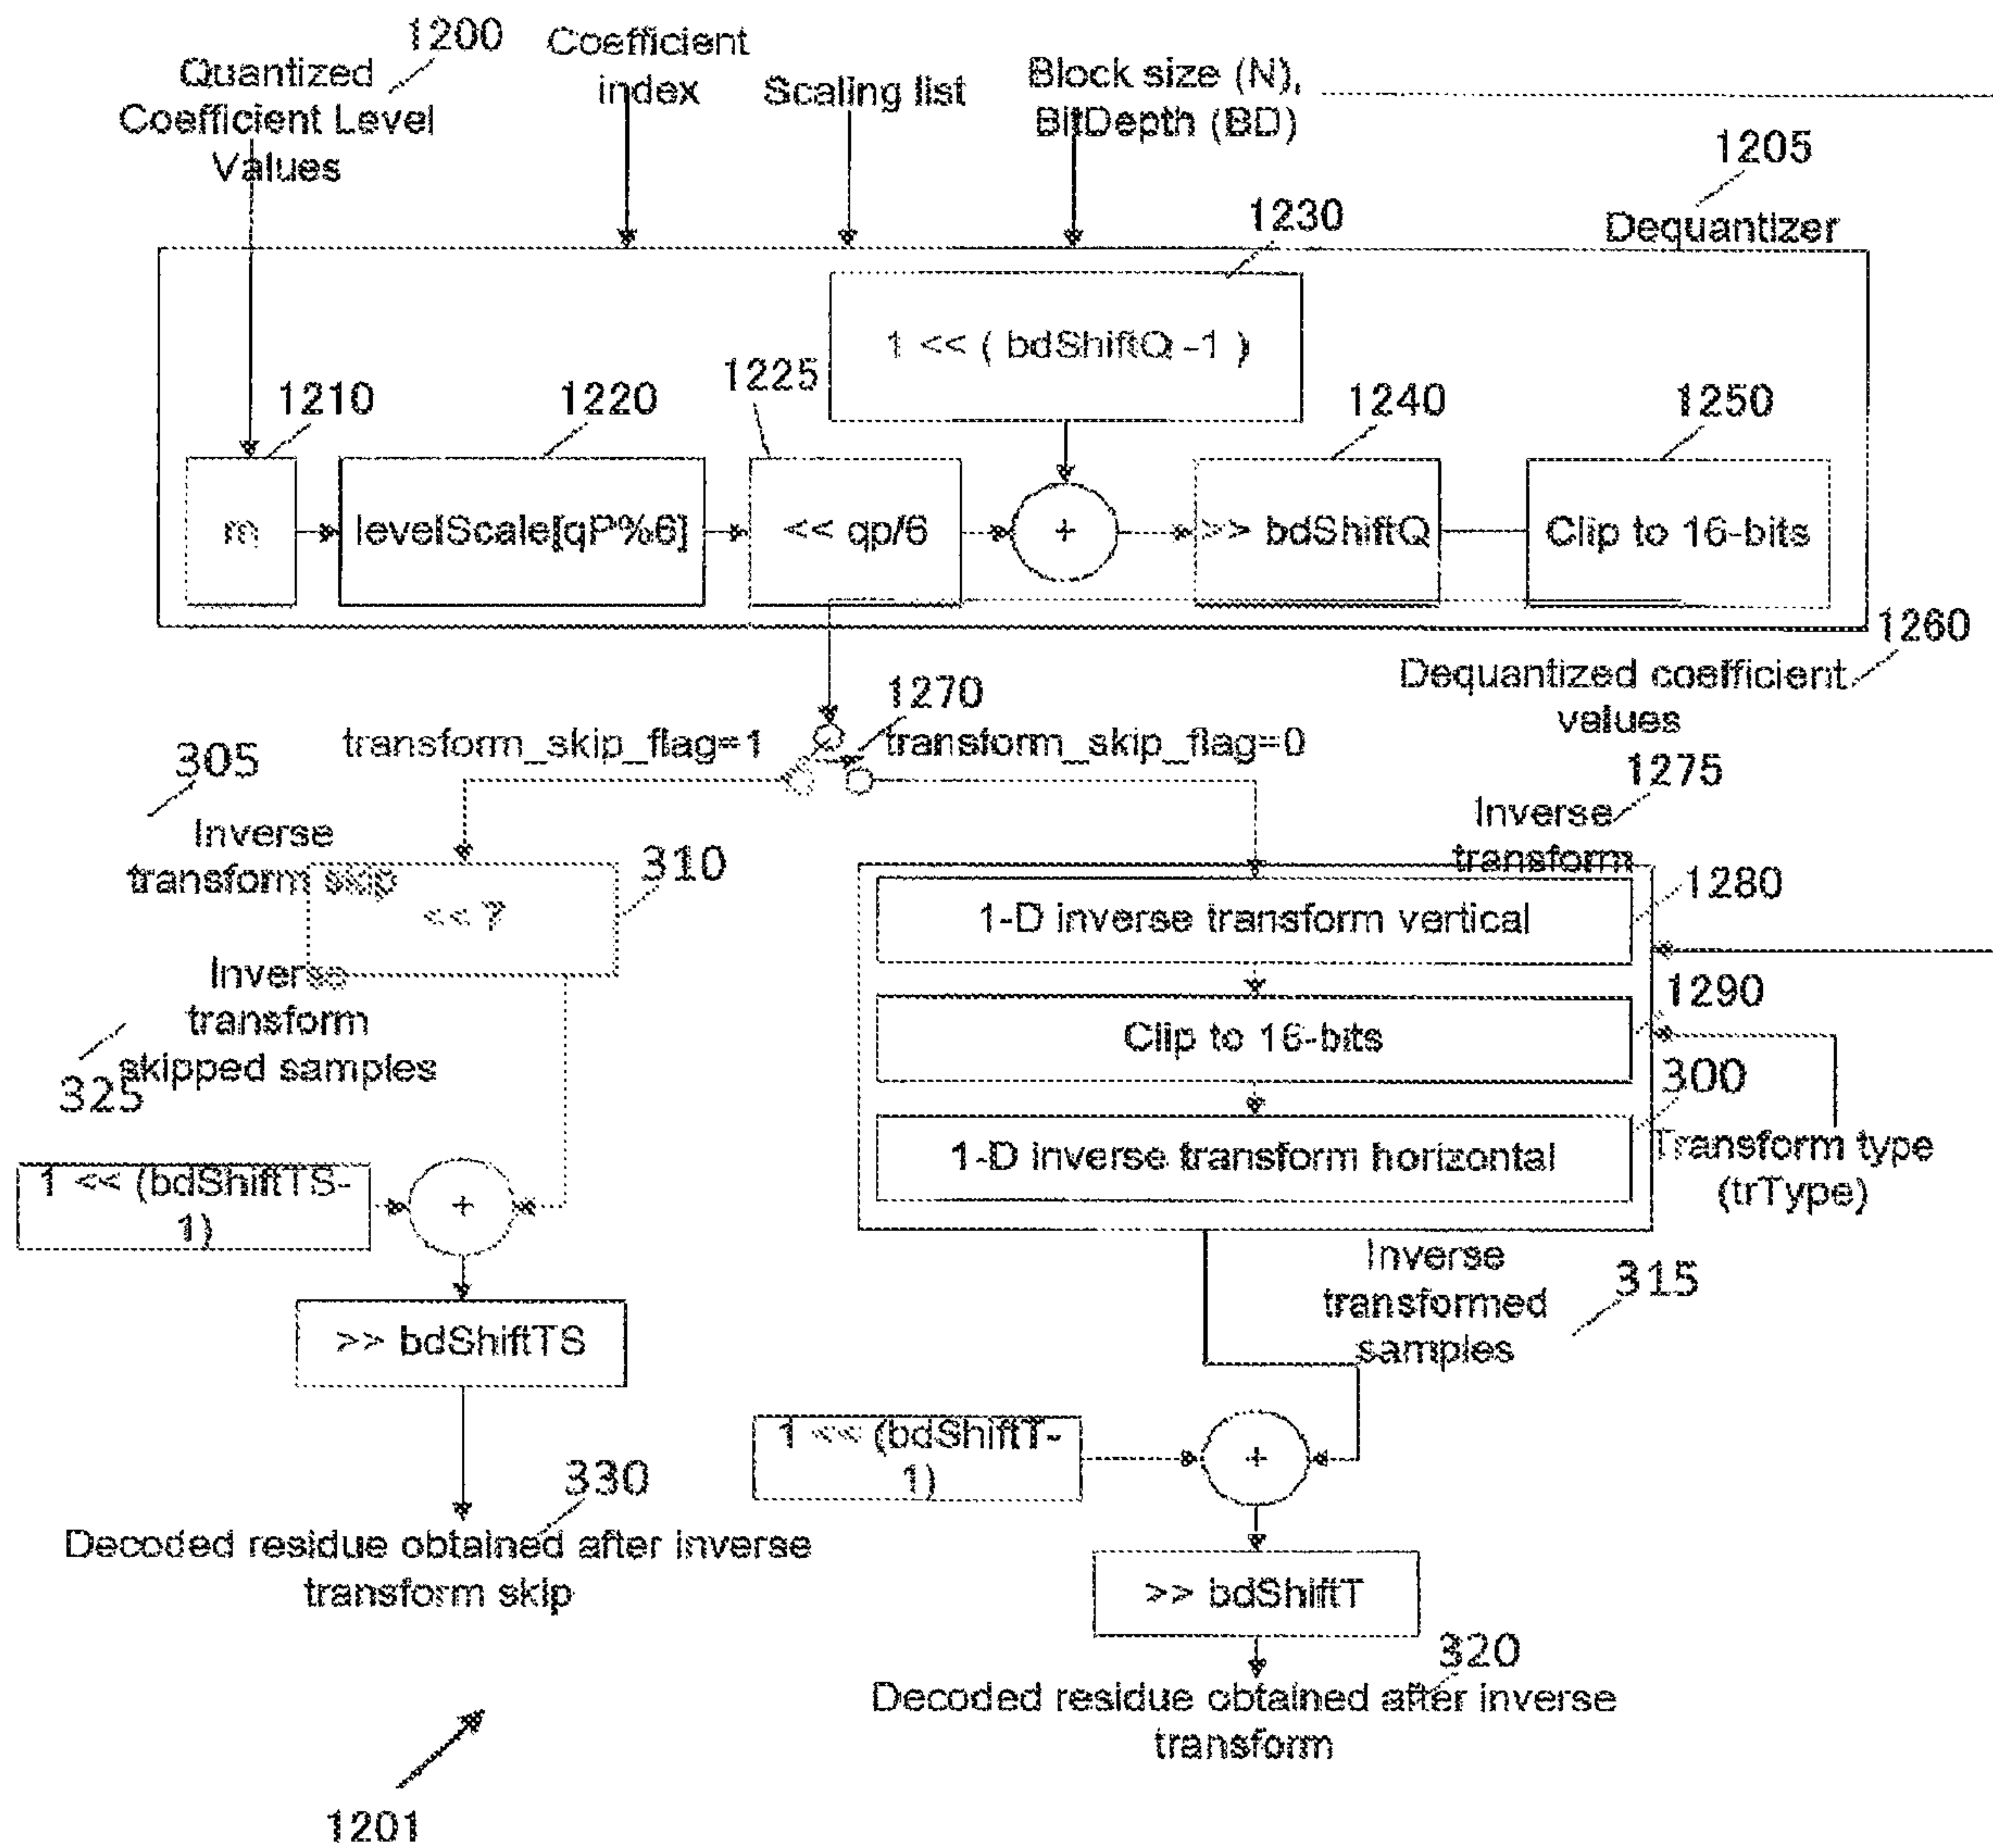 1200
Quantized
Coefficient Level
Values
Coefficient
index
Scaling list
Block size (N),
BitDepth (BD)
1205
Dequantizer
1230
1 << ( bdShiftQ -1 )
1210
m
1220
levelScale[qP%6]
1225
<< qp/6
+
1240
>> bdShiftQ
1250
Clip to 16-bits
1260
Dequantized coefficient
values
1270
transform_skip_flag=1
transform_skip_flag=0
305
Inverse
transform skip
310
<< 7
1275
Inverse
transform
1280
1-D inverse transform vertical
1290
Clip to 16-bits
300
1-D inverse transform horizontal
Transform type
(trType)
Inverse
transform
skipped samples
325
1 << (bdShiftTS-
1)
+
>> bdShiftTS
330
Decoded residue obtained after inverse
transform skip
Inverse
transformed
samples
315
1 << (bdShiftT-
1)
+
>> bdShiftT
320
Decoded residue obtained after inverse
transform
1201